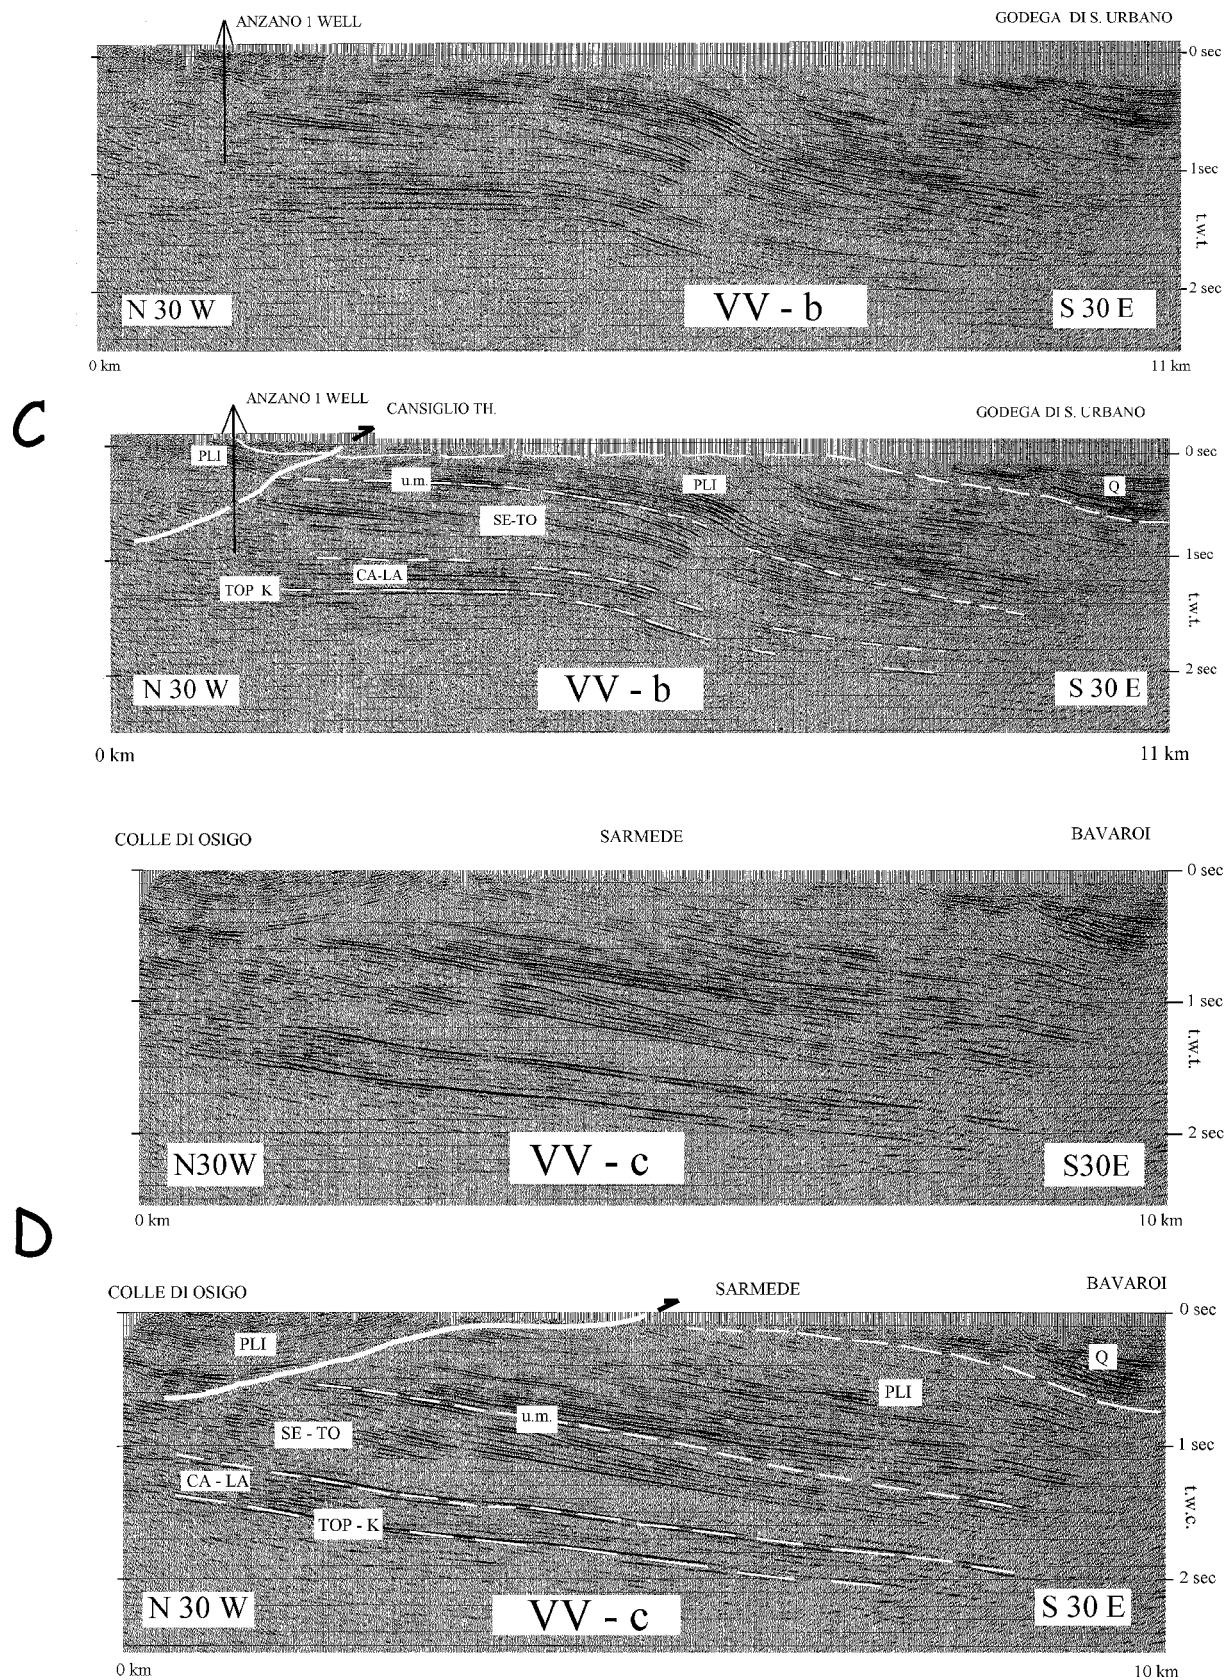 ANZANO 1 WELL
GODEGA DI S. URBANO
0 sec
1sec
t.w.t.
2 sec
N 30 W
VV - b
S 30 E
0 km
11 km
C
ANZANO 1 WELL
CANSIGLIO TH.
GODEGA DI S. URBANO
0 sec
PLI
u.m.
PLI
Q
SE-TO
1sec
CA-LA
TOP K
t.w.t.
2 sec
N 30 W
VV - b
S 30 E
0 km
11 km
COLLE DI OSIGO
SARMEDE
BAVAROI
0 sec
1 sec
t.w.t.
2 sec
N30W
VV - c
S30E
0 km
10 km
D
COLLE DI OSIGO
SARMEDE
BAVAROI
0 sec
PLI
Q
PLI
u.m.
SE - TO
1 sec
CA - LA
TOP - K
t.w.c.
2 sec
N 30 W
VV - c
S 30 E
0 km
10 km